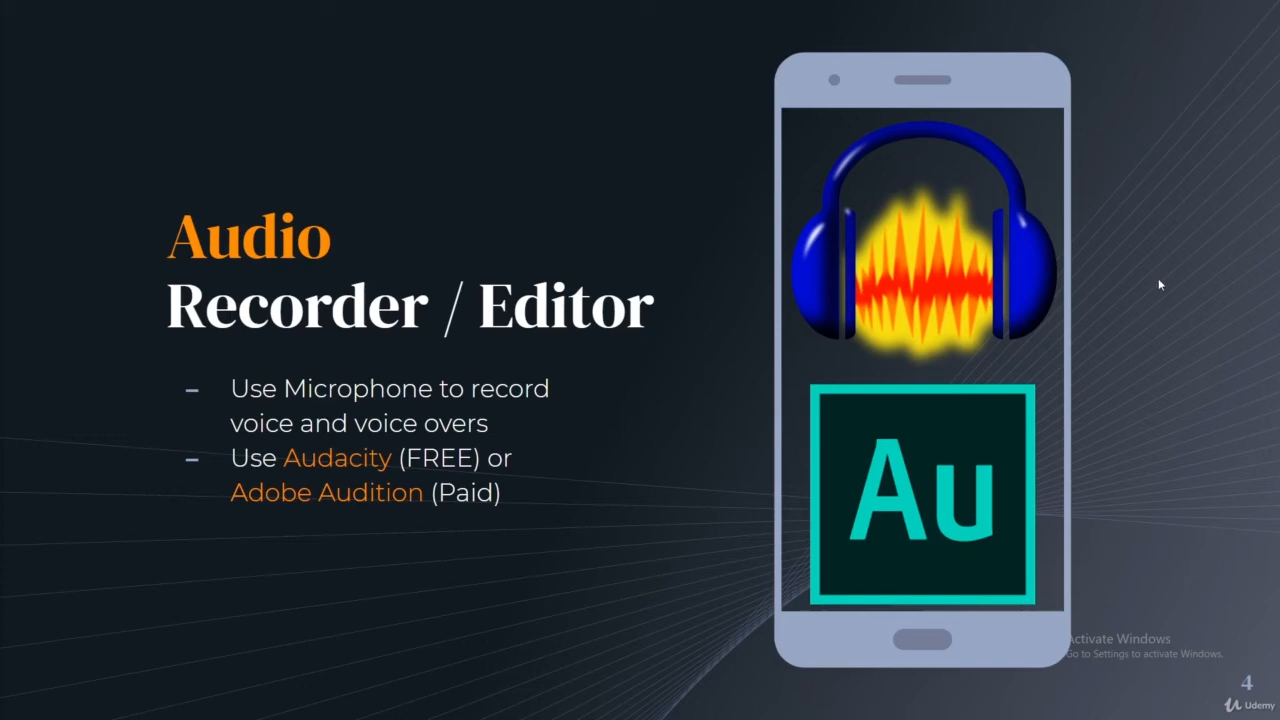 Audio
Recorder / Editor
– Use Microphone to record
voice and voice overs
– Use Audacity (FREE) or
Adobe Audition (Paid)
Au
Activate Windows
Go to Settings to activate Windows.
4
Udemy